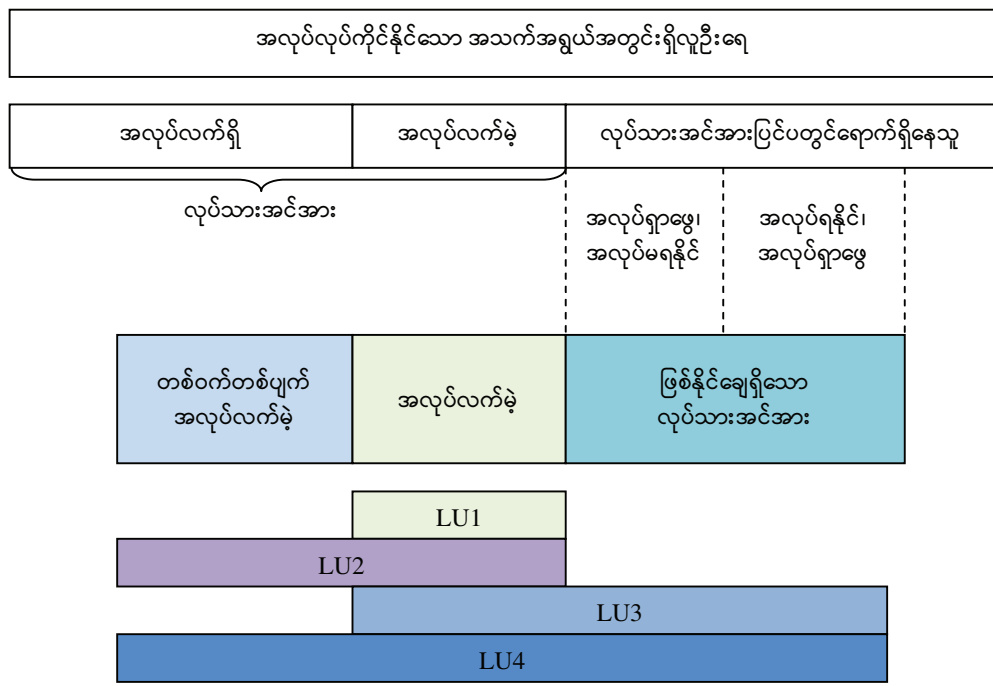 အလုပ်လုပ်ကိုင်နိုင်သော အသက်အရွယ်အတွင်းရှိလူဦးရေ
အလုပ်လက်ရှိ
အလုပ်လက်မဲ့
လုပ်သားအင်အားပြင်ပတွင်ရောက်ရှိနေသူ
လုပ်သားအင်အား
အလုပ်ရှာဖွေ၊
အလုပ်မရနိုင်
အလုပ်ရနိုင်၊
အလုပ်ရှာဖွေ
တစ်ဝက်တစ်ပျက်
အလုပ်လက်မဲ့
အလုပ်လက်မဲ့
ဖြစ်နိုင်ချေရှိသော
လုပ်သားအင်အား
LU1
LU2
LU3
LU4